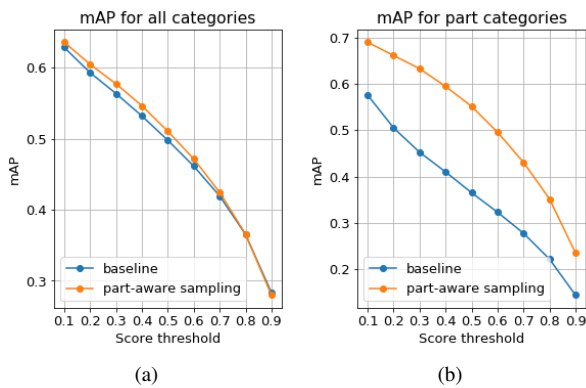 mAP for all categories
0.6
0.5
0.4
0.3
mAP
baseline
part-aware sampling
0.1 0.2 0.3 0.4 0.5 0.6 0.7 0.8 0.9
Score threshold
(a)
mAP for part categories
0.7
0.6
0.5
0.4
0.3
0.2
mAP
baseline
part-aware sampling
0.1 0.2 0.3 0.4 0.5 0.6 0.7 0.8 0.9
Score threshold
(b)